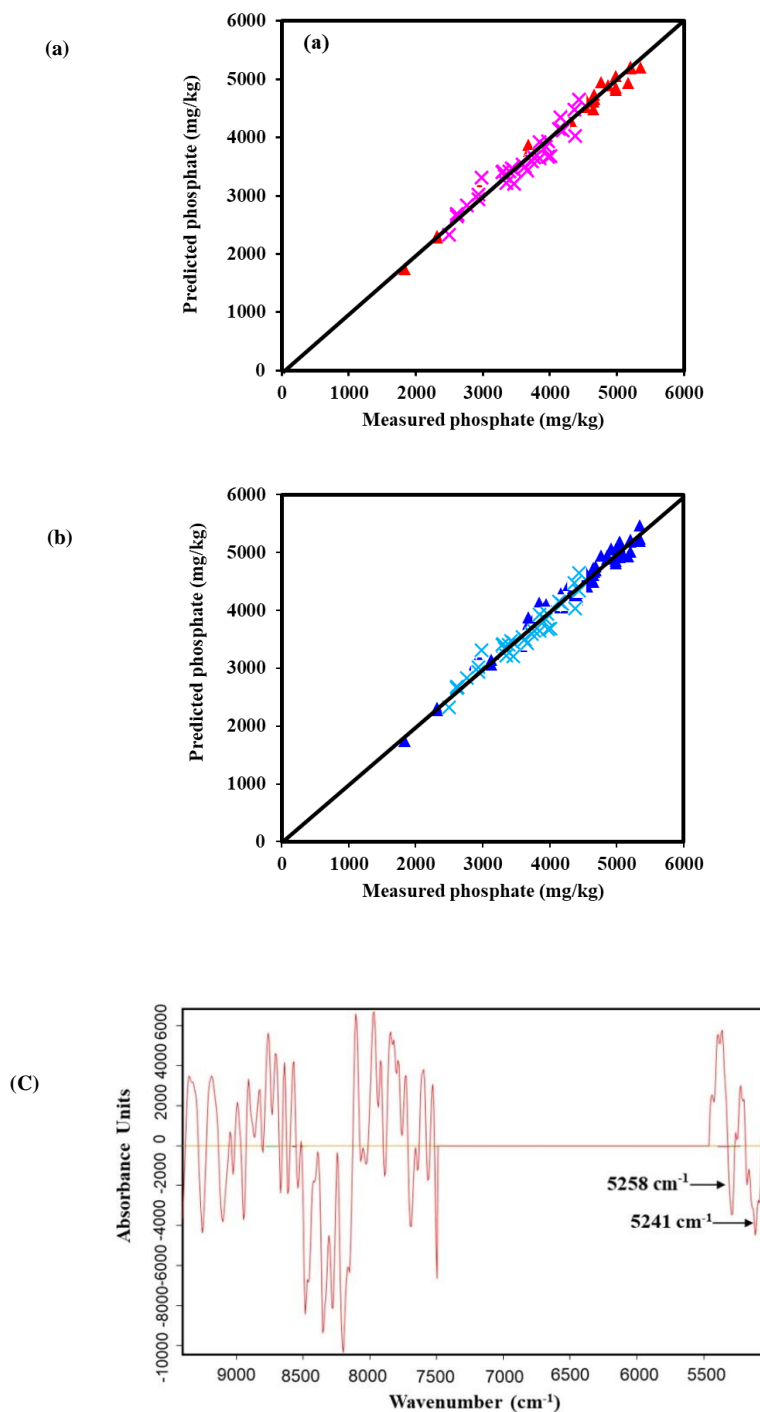 (a)
(a)
6000
5000
4000
3000
2000
1000
0
Predicted phosphate (mg/kg)
0 1000 2000 3000 4000 5000 6000
Measured phosphate (mg/kg)
(b)
6000
5000
4000
3000
2000
1000
0
Predicted phosphate (mg/kg)
0 1000 2000 3000 4000 5000 6000
Measured phosphate (mg/kg)
(C)
Absorbance Units
-10000 -8000 -6000 -4000 -2000 0 2000 4000 6000
5258 cm⁻¹
5241 cm⁻¹
9000 8500 8000 7500 7000 6500 6000 5500
Wavenumber (cm⁻¹)